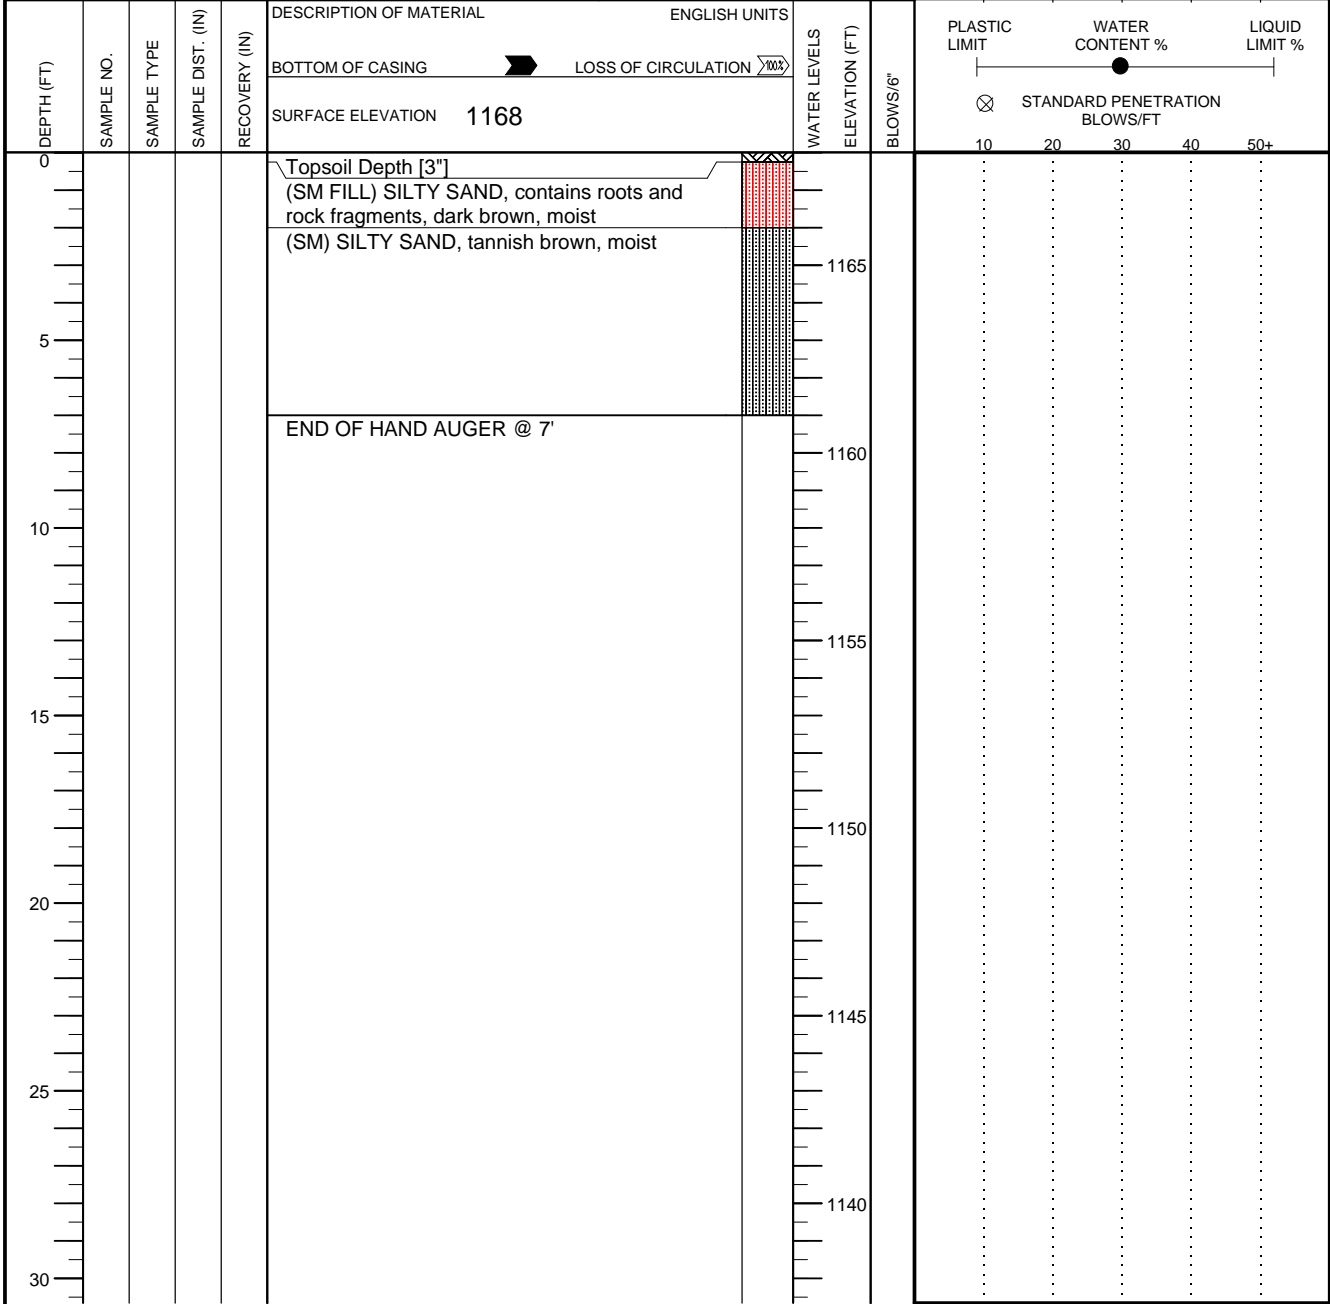 DEPTH (FT)
SAMPLE NO.
SAMPLE TYPE
SAMPLE DIST. (IN)
RECOVERY (IN)
DESCRIPTION OF MATERIAL ENGLISH UNITS
BOTTOM OF CASING LOSS OF CIRCULATION 100%
SURFACE ELEVATION 1168
WATER LEVELS
ELEVATION (FT)
BLOWS/6"
PLASTIC LIMIT
WATER CONTENT %
LIQUID LIMIT %
STANDARD PENETRATION
BLOWS/FT
10 20 30 40 50+
0
Topsoil Depth [3"]
(SM FILL) SILTY SAND, contains roots and
rock fragments, dark brown, moist
(SM) SILTY SAND, tannish brown, moist
1165
5
END OF HAND AUGER @ 7'
1160
10
1155
15
1150
20
1145
25
1140
30